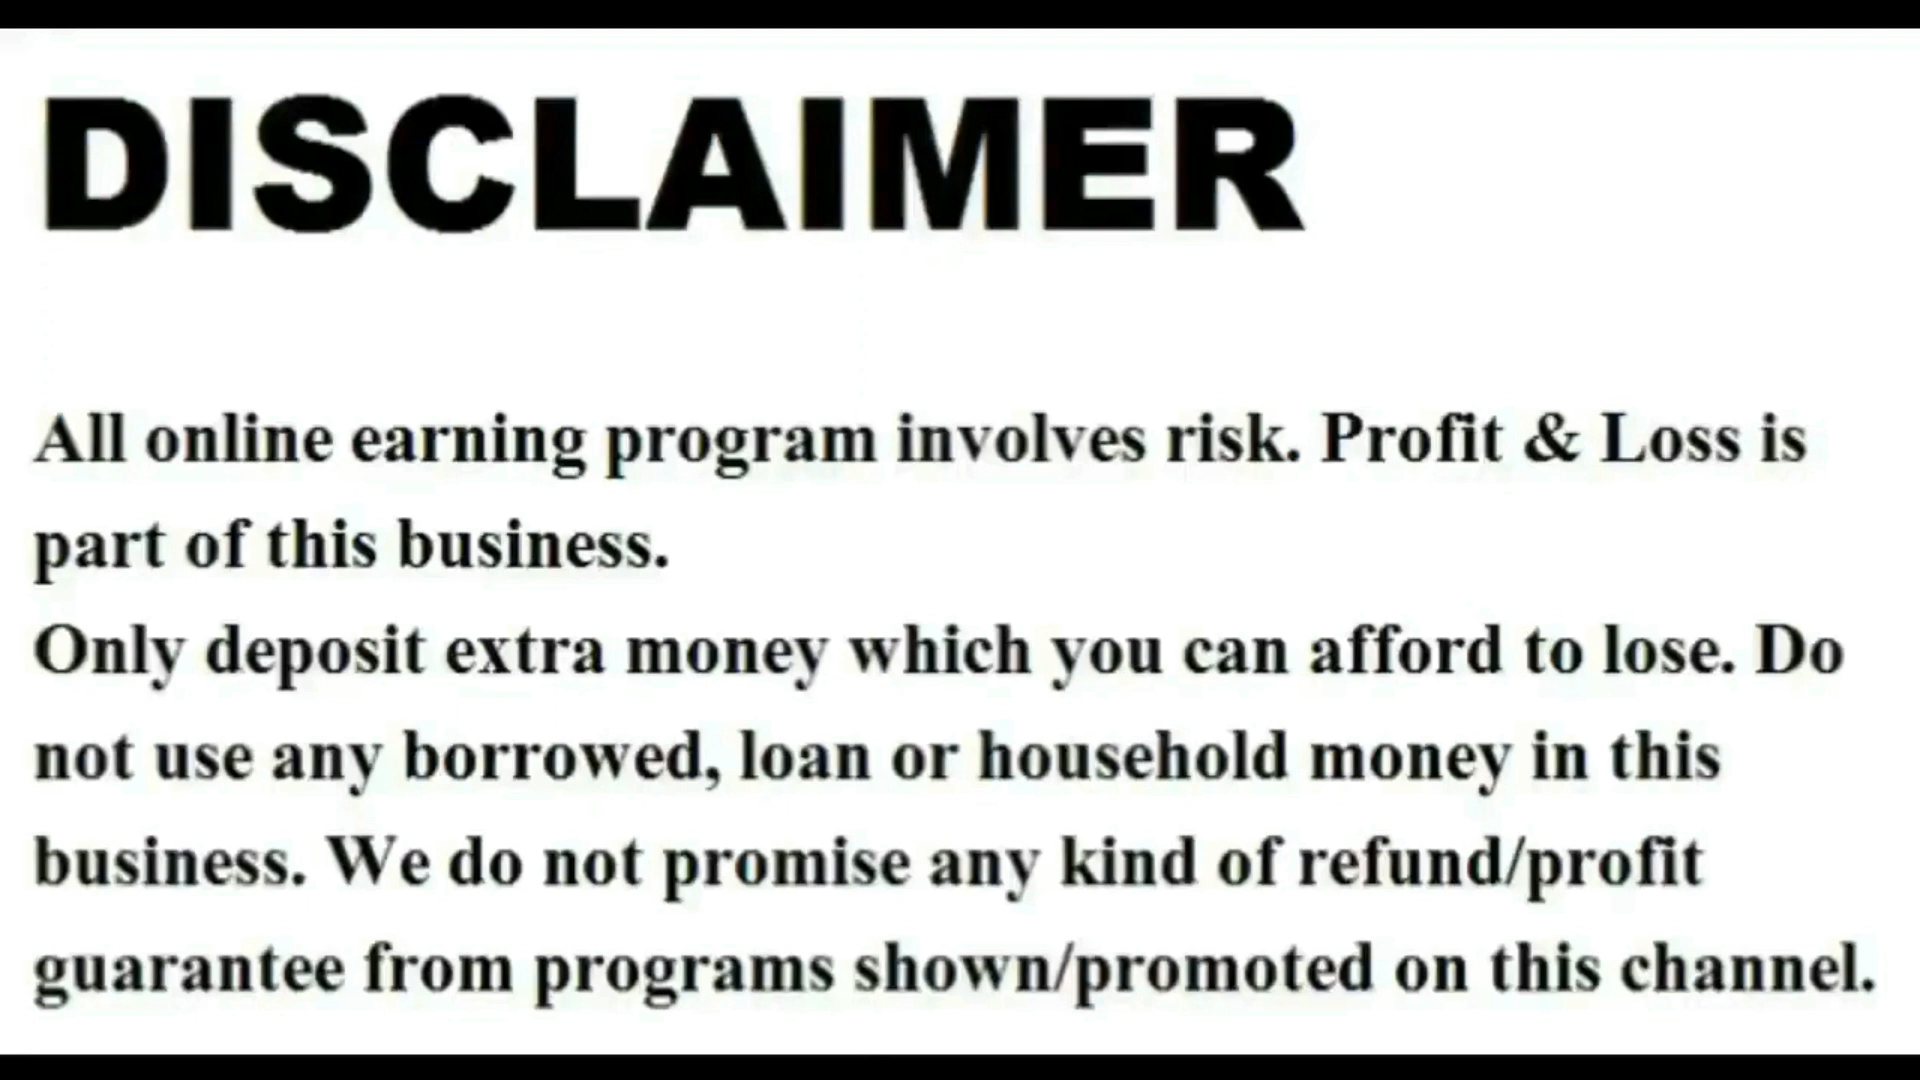 DISCLAIMER
All online earning program involves risk. Profit & Loss is
part of this business.
Only deposit extra money which you can afford to lose. Do
not use any borrowed, loan or household money in this
business. We do not promise any kind of refund/profit
guarantee from programs shown/promoted on this channel.